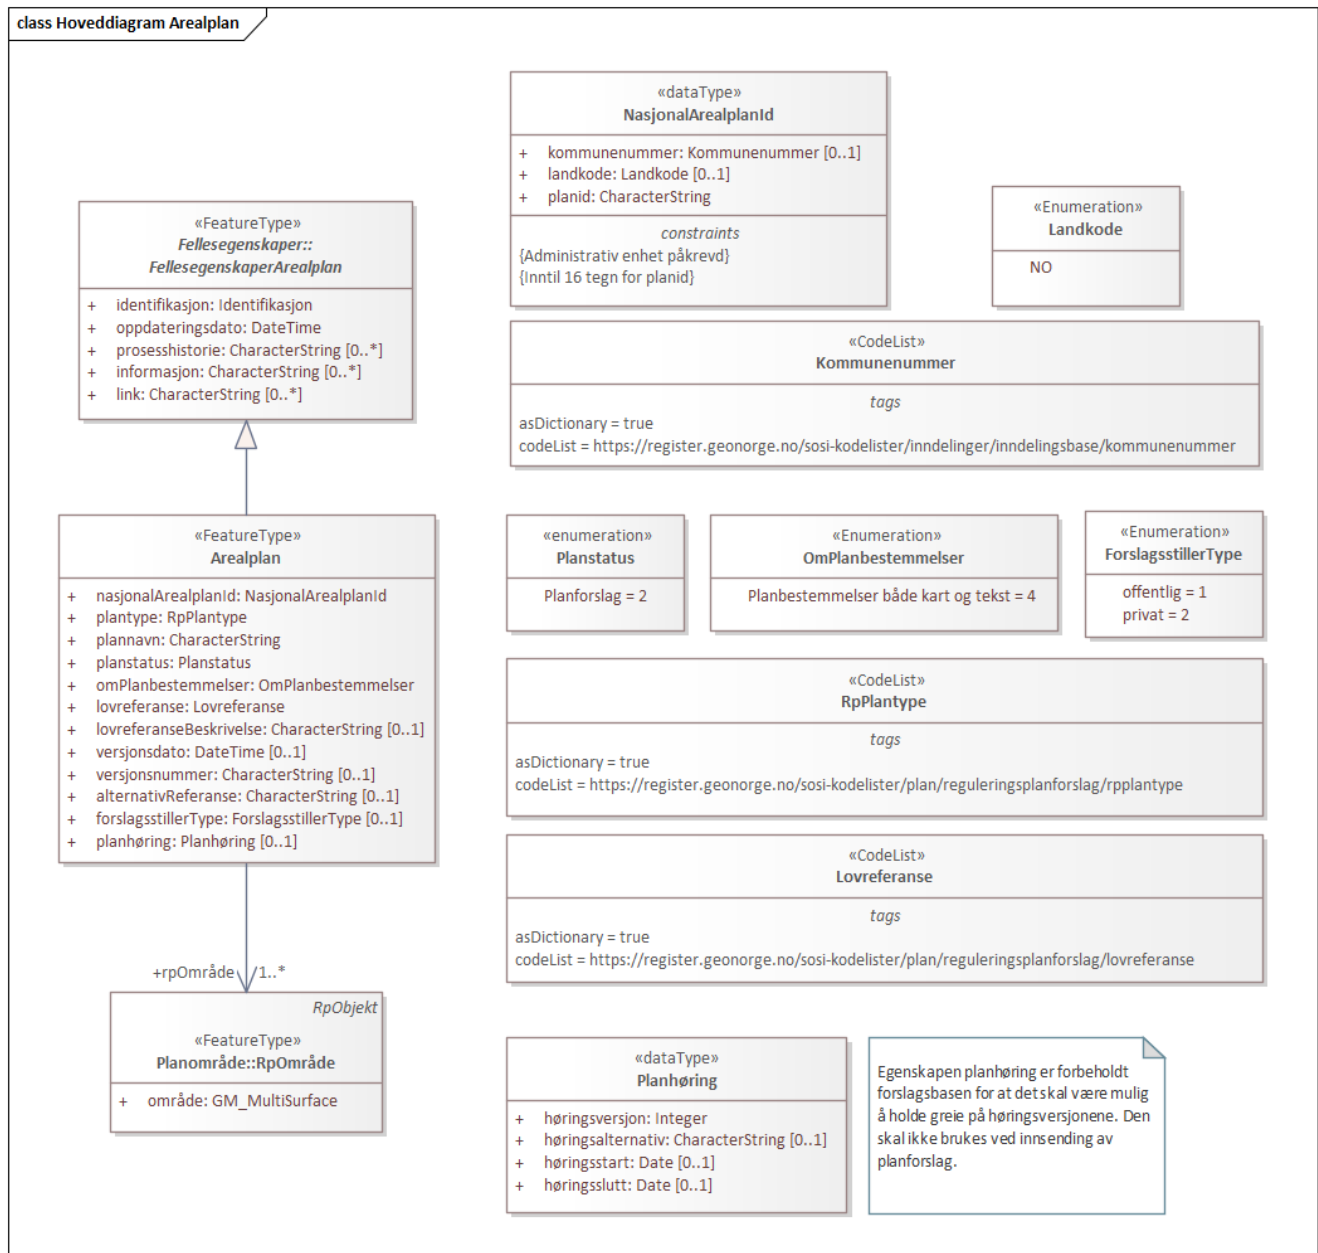 class Hoveddiagram Arealplan
«dataType»
NasjonalArealplanId
+ kommunenummer: Kommunenummer [0..1]
+ landkode: Landkode [0..1]
+ planid: CharacterString
constraints
{Administrativ enhet påkrevd}
{Inntil 16 tegn for planid}
«Enumeration»
Landkode
NO
«FeatureType»
Fellesegenskaper::
FellesegenskaperArealplan
+ identifikasjon: Identifikasjon
+ oppdateringsdato: DateTime
+ prosesshistorie: CharacterString [0..*]
+ informasjon: CharacterString [0..*]
+ link: CharacterString [0..*]
«CodeList»
Kommunenummer
tags
asDictionary = true
codeList = https://register.geonorge.no/sosi-kodelister/inndelinger/inndelingsbase/kommunenummer
«FeatureType»
Arealplan
+ nasjonalArealplanId: NasjonalArealplanId
+ plantype: RpPlantype
+ plannavn: CharacterString
+ planstatus: Planstatus
+ omPlanbestemmelser: OmPlanbestemmelser
+ lovreferanse: Lovreferanse
+ lovreferanseBeskrivelse: CharacterString [0..1]
+ versjonsdato: DateTime [0..1]
+ versjonsnummer: CharacterString [0..1]
+ alternativReferanse: CharacterString [0..1]
+ forslagsstillerType: ForslagsstillerType [0..1]
+ planhøring: Planhøring [0..1]
«enumeration»
Planstatus
Planforslag = 2
«Enumeration»
OmPlanbestemmelser
Planbestemmelser både kart og tekst = 4
«Enumeration»
ForslagsstillerType
offentlig = 1
privat = 2
«CodeList»
RpPlantype
tags
asDictionary = true
codeList = https://register.geonorge.no/sosi-kodelister/plan/reguleringsplanforslag/rpplantype
«CodeList»
Lovreferanse
tags
asDictionary = true
codeList = https://register.geonorge.no/sosi-kodelister/plan/reguleringsplanforslag/lovreferanse
+rpOmråde 1..*
RpObjekt
«FeatureType»
Planområde::RpOmråde
+ område: GM_MultiSurface
«dataType»
Planhøring
+ høringsversjon: Integer
+ høringsalternativ: CharacterString [0..1]
+ høringsstart: Date [0..1]
+ høringsslutt: Date [0..1]
Egenskapen planhøring er forbeholdt
forslagsbasen for at det skal være mulig
å holde greie på høringsversjonene. Den
skal ikke brukes ved innsending av
planforslag.